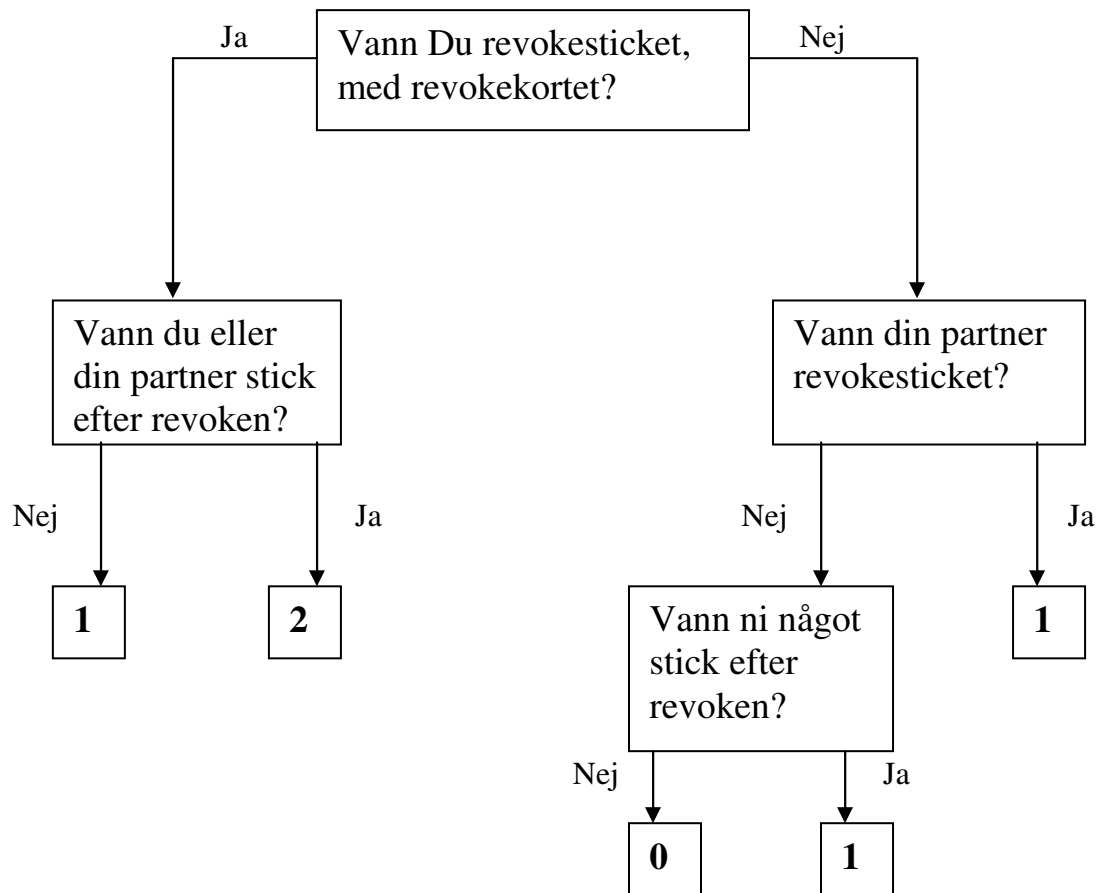 Ja
Vann Du revokesticket,
med revokekortet?
Nej
Vann du eller
din partner stick
efter revoken?
Vann din partner
revokesticket?
Nej
Ja
Nej
Ja
1
2
Vann ni något
stick efter
revoken?
1
Nej
Ja
0
1